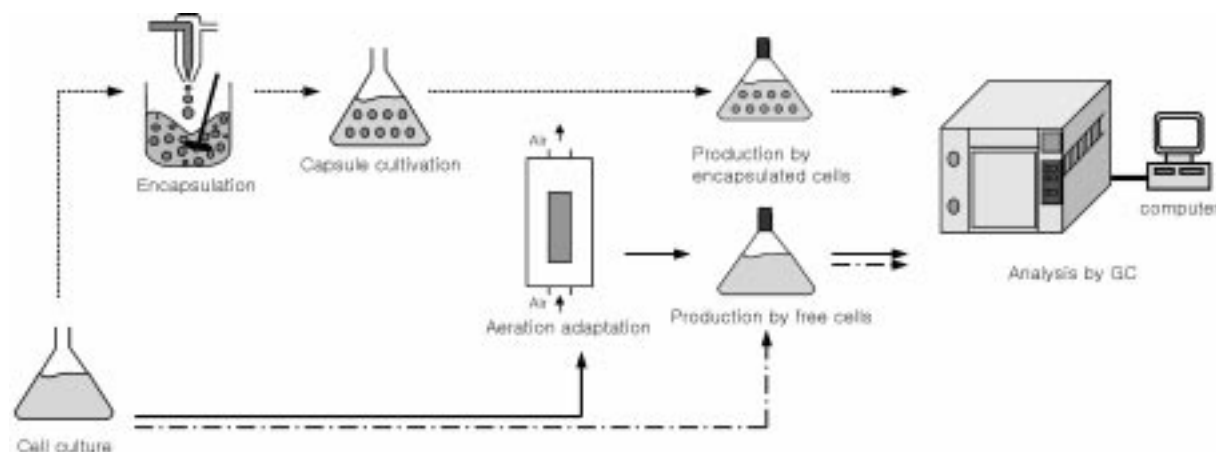 Encapsulation
Capsule cultivation
Air
Air
Aeration adaptation
Production by
encapsulated cells
Production by free cells
computer
Analysis by GC
Cell culture